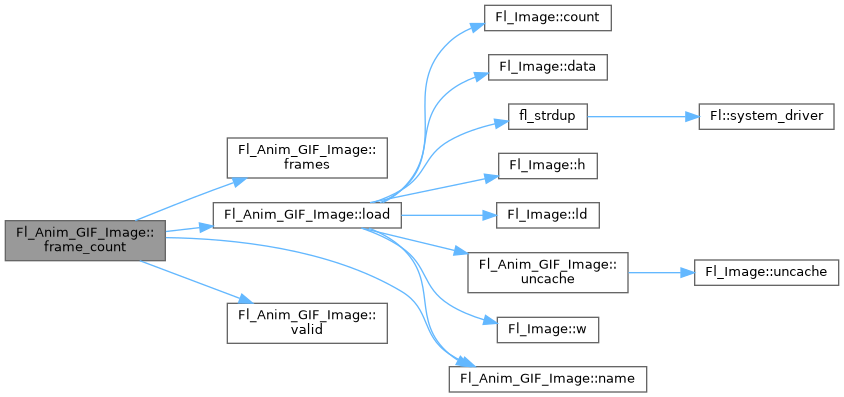 Fl_Anim_GIF_Image::
frame_count
Fl_Anim_GIF_Image::
frames
Fl_Anim_GIF_Image::load
Fl_Anim_GIF_Image::
valid
Fl_Image::count
Fl_Image::data
fl_strdup
Fl::system_driver
Fl_Image::h
Fl_Image::ld
Fl_Anim_GIF_Image::
uncache
Fl_Image::uncache
Fl_Image::w
Fl_Anim_GIF_Image::name